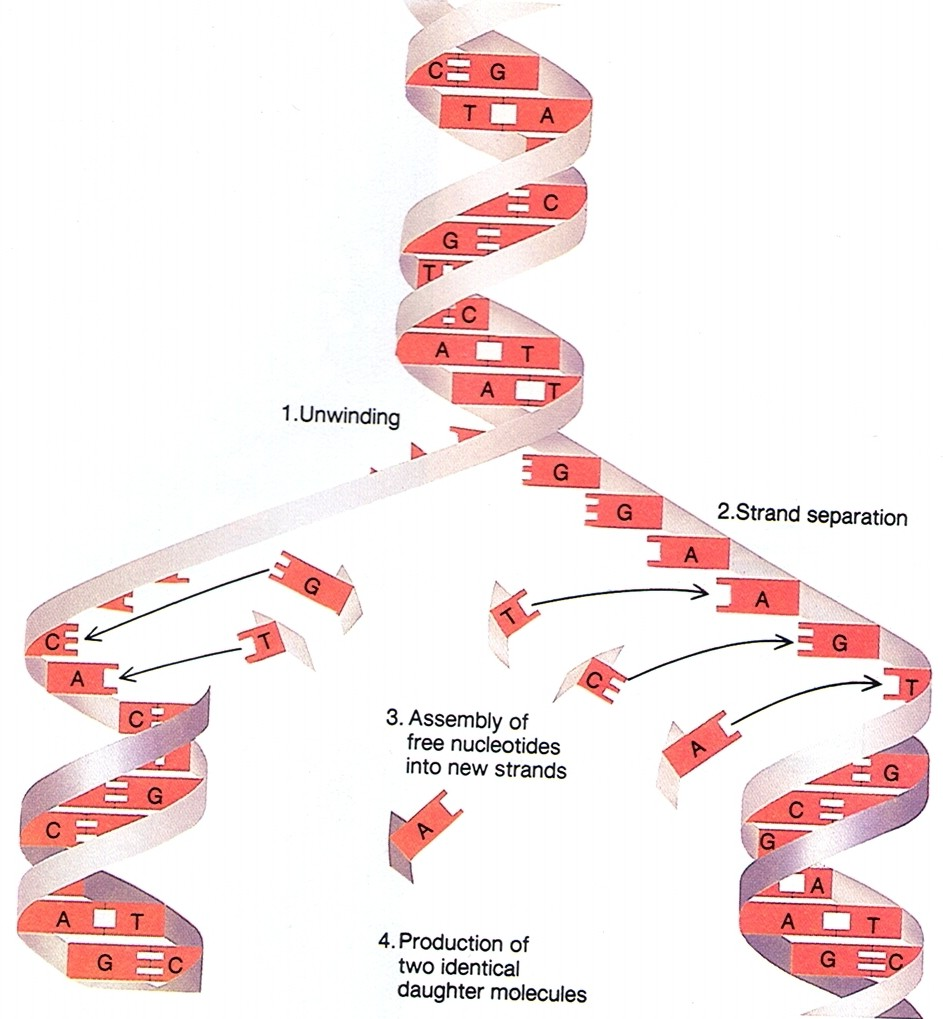 C G
T A
C
G
T
C
A T
A T
1.Unwinding
G
G
2.Strand separation
A
G
T
A
C
T
G
A
C
T
C
3. Assembly of
free nucleotides
into new strands
A
A
C
G
C
G
C
G
A
A
A T
G C
A T
G C
4. Production of
two identical
daughter molecules